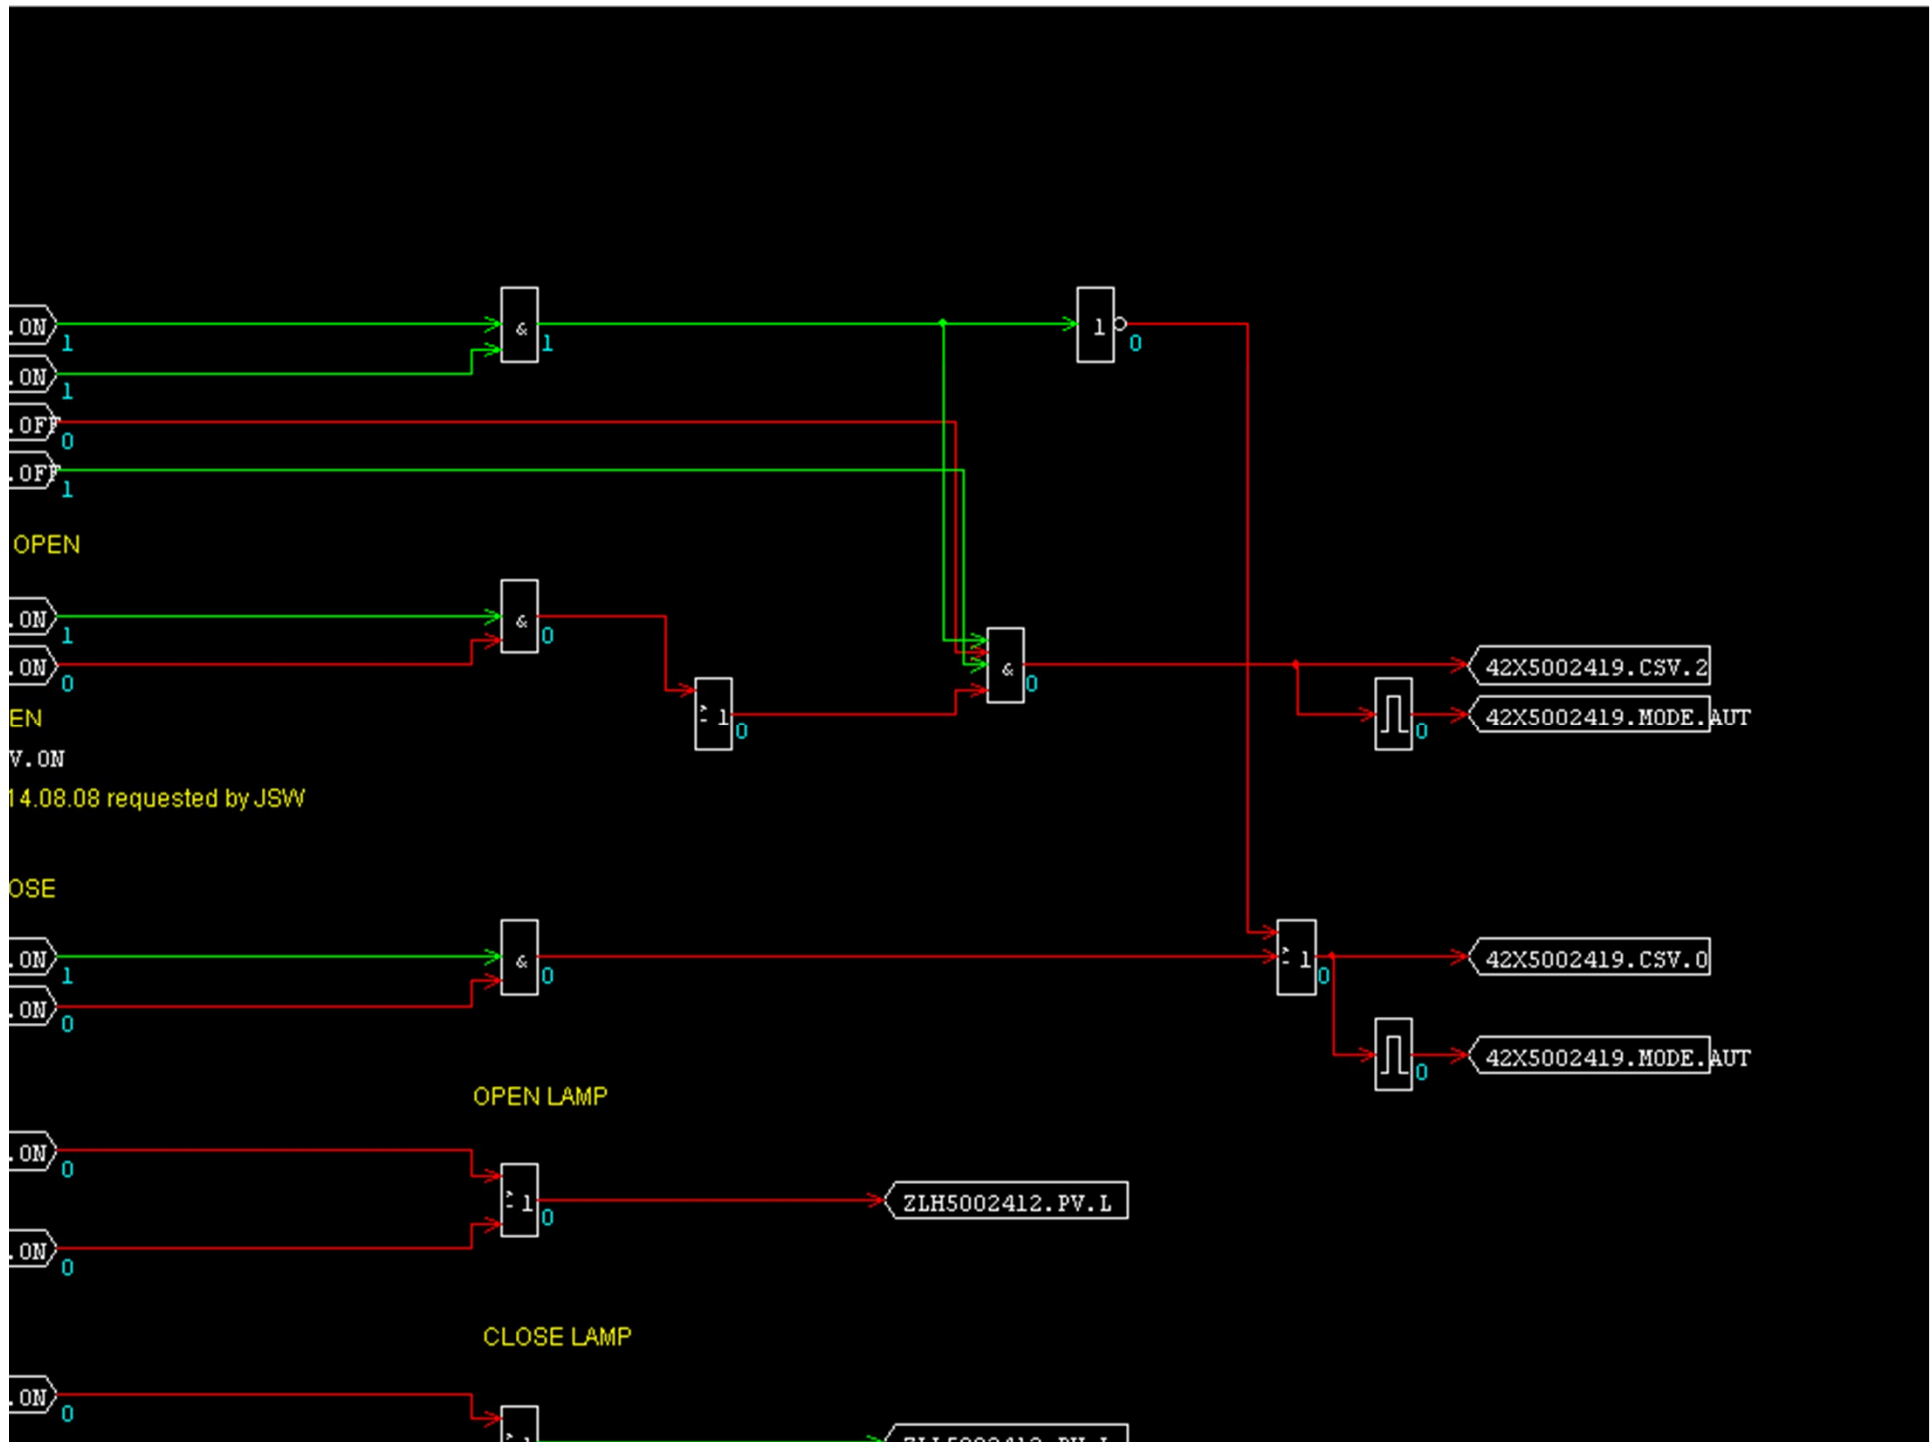 &
1
.ON
1
1
0
.ON
1
.OFF
0
.OFF
1
OPEN
&
.ON
1
0
&
42X5002419.CSV.2
.ON
0
0
≥1
0
42X5002419.MODE.AUT
0
EN
V.ON
14.08.08 requested by JSW
OSE
&
.ON
1
0
≥1
0
42X5002419.CSV.0
.ON
0
42X5002419.MODE.AUT
0
OPEN LAMP
.ON
0
≥1
0
ZLH5002412.PV.L
.ON
0
CLOSE LAMP
.ON
0